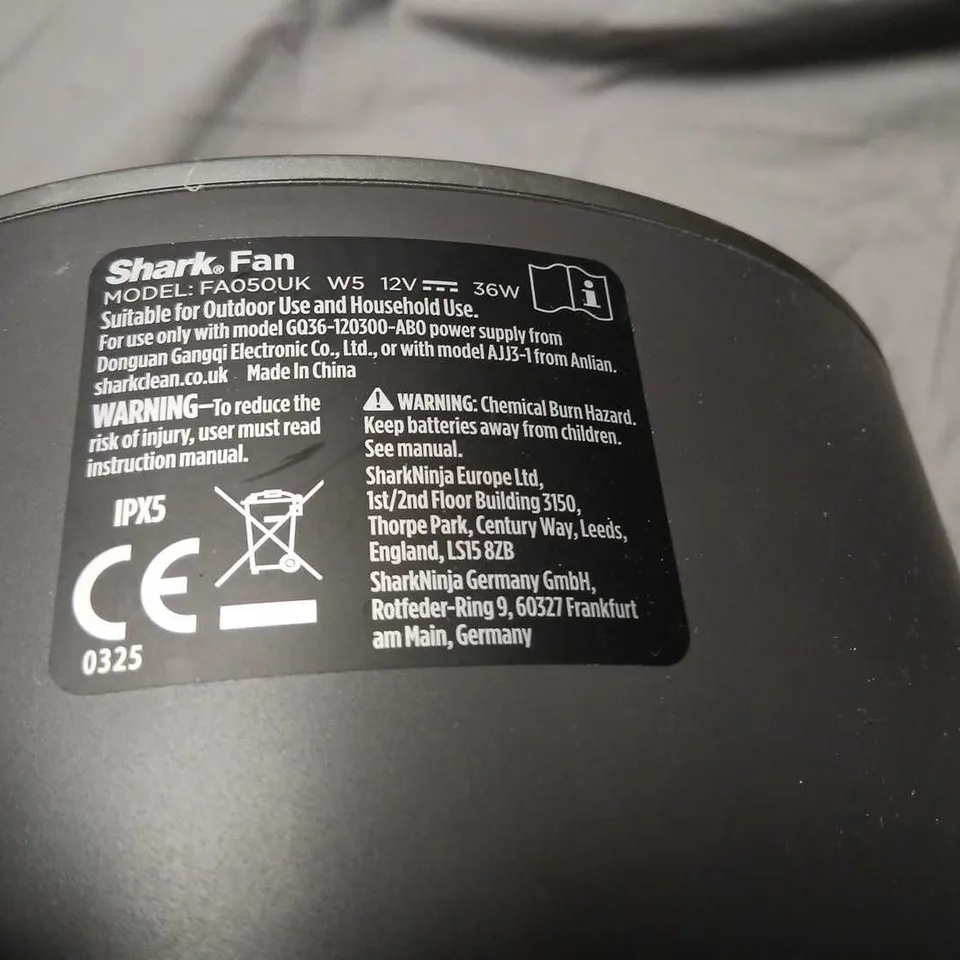 Shark® Fan
MODEL: FA050UK W5 12V 36W
Suitable for Outdoor Use and Household Use.
For use only with model GQ36-120300-AB0 power supply from
Donguan Gangqi Electronic Co., Ltd., or with model AJJ3-1 from Anlian.
sharkclean.co.uk Made In China
WARNING—To reduce the
risk of injury, user must read
instruction manual.
IPX5
CE
0325
WARNING: Chemical Burn Hazard.
Keep batteries away from children.
See manual.
SharkNinja Europe Ltd,
1st/2nd Floor Building 3150,
Thorpe Park, Century Way, Leeds,
England, LS15 8ZB
SharkNinja Germany GmbH,
Rotfeder-Ring 9, 60327 Frankfurt
am Main, Germany